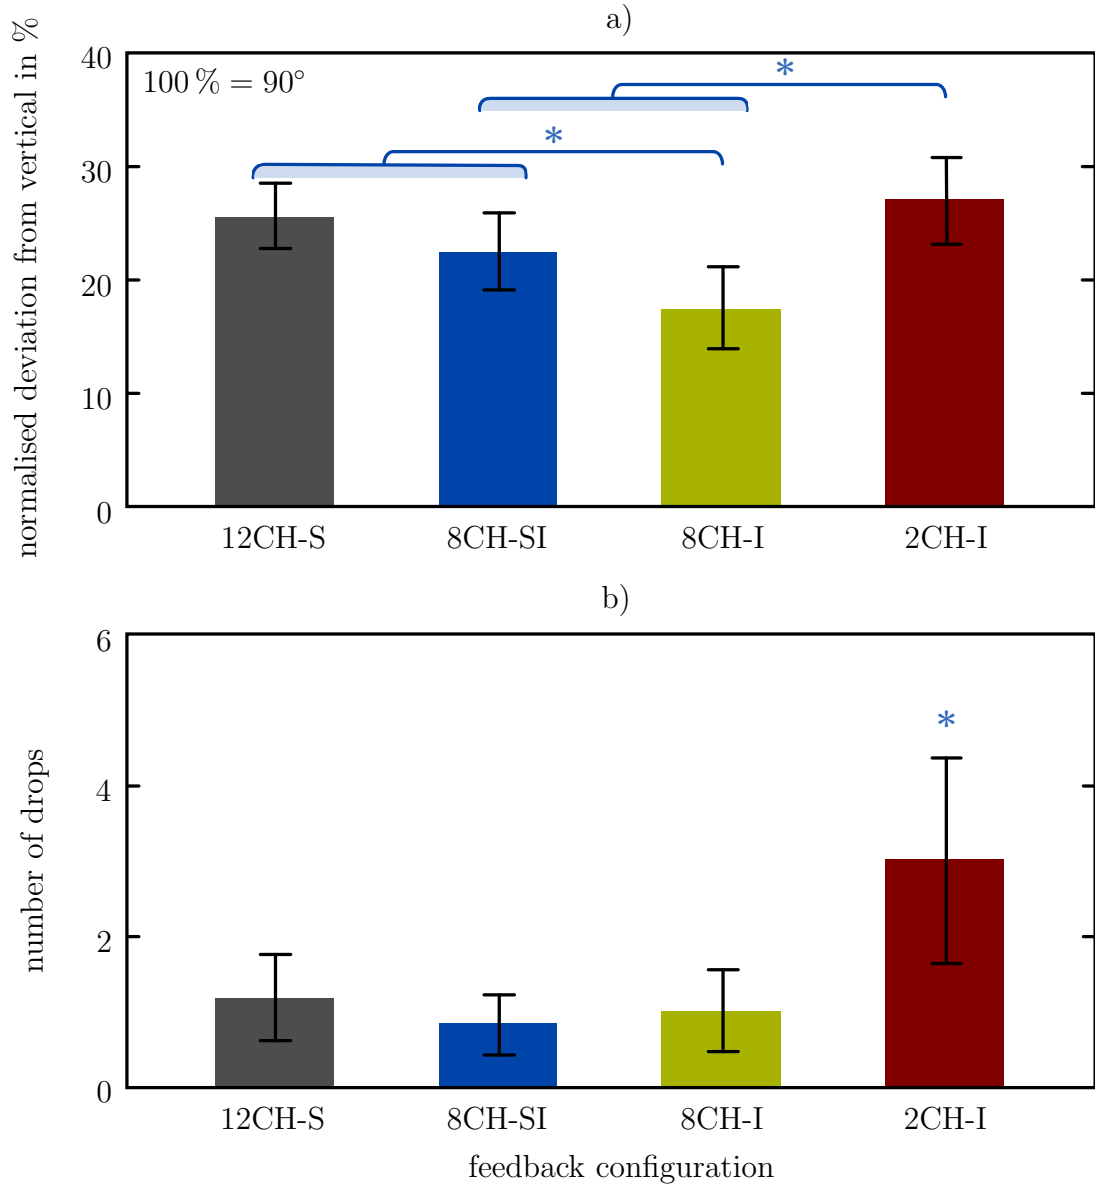 a)
normalised deviation from vertical in %
40
30
20
10
0
100 % = 90°
*
*
12CH-S 8CH-SI 8CH-I 2CH-I
b)
number of drops
6
4
2
0
*
12CH-S 8CH-SI 8CH-I 2CH-I
feedback configuration